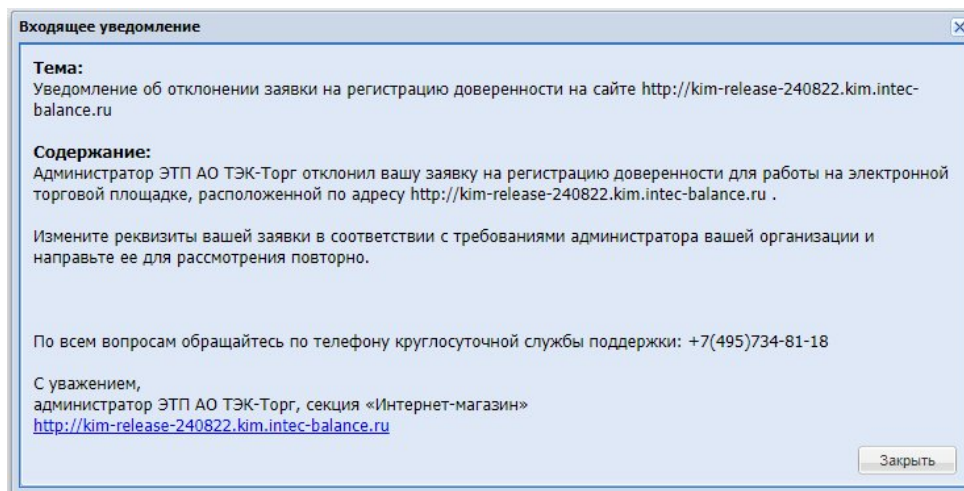 Входящее уведомление
Тема:
Уведомление об отклонении заявки на регистрацию доверенности на сайте http://kim-release-240822.kim.intec-
balance.ru
Содержание:
Администратор ЭТП АО ТЭК-Торг отклонил вашу заявку на регистрацию доверенности для работы на электронной
торговой площадке, расположенной по адресу http://kim-release-240822.kim.intec-balance.ru .
Измените реквизиты вашей заявки в соответствии с требованиями администратора вашей организации и
направьте ее для рассмотрения повторно.
По всем вопросам обращайтесь по телефону круглосуточной службы поддержки: +7(495)734-81-18
С уважением,
администратор ЭТП АО ТЭК-Торг, секция «Интернет-магазин»
http://kim-release-240822.kim.intec-balance.ru
Закрыть